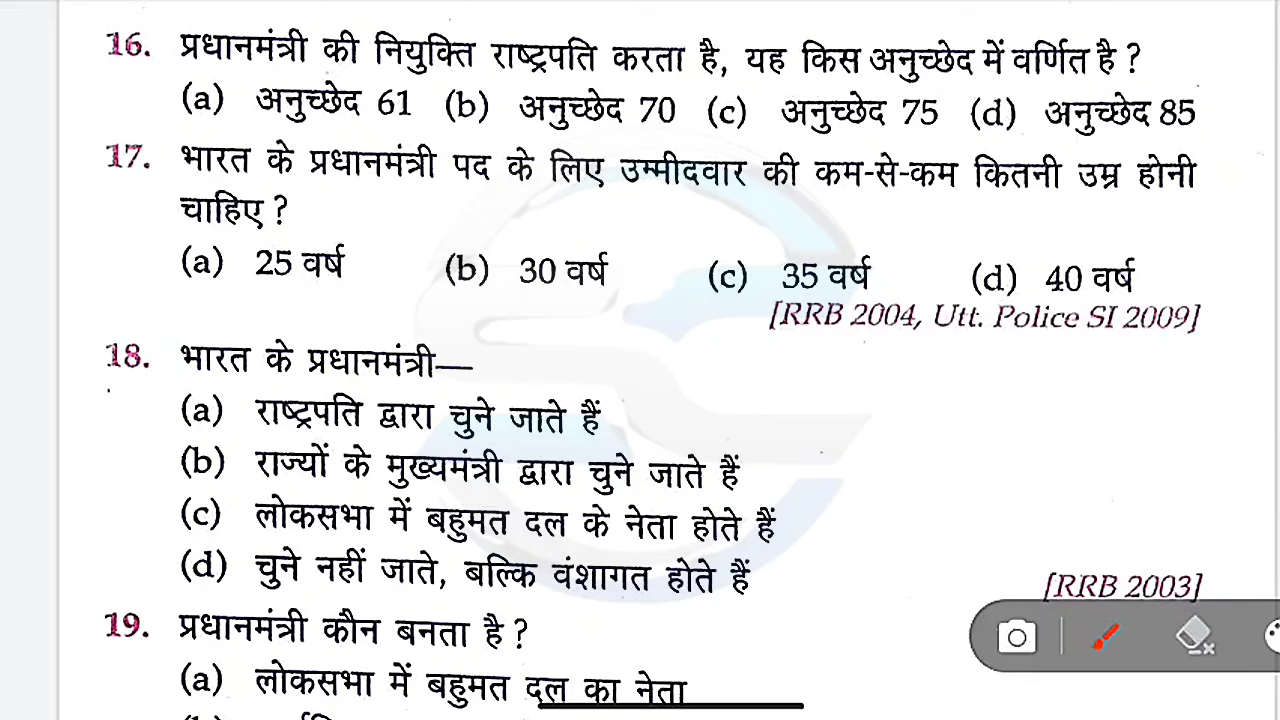 16. प्रधानमंत्री की नियुक्ति राष्ट्रपति करता है, यह किस अनुच्छेद में वर्णित है ?
(a) अनुच्छेद 61 (b) अनुच्छेद 70 (c) अनुच्छेद 75 (d) अनुच्छेद 85
17. भारत के प्रधानमंत्री पद के लिए उम्मीदवार की कम-से-कम कितनी उम्र होनी
चाहिए ?
(a) 25 वर्ष (b) 30 वर्ष (c) 35 वर्ष (d) 40 वर्ष
[RRB 2004, Utt. Police SI 2009]
18. भारत के प्रधानमंत्री—
(a) राष्ट्रपति द्वारा चुने जाते हैं
(b) राज्यों के मुख्यमंत्री द्वारा चुने जाते हैं
(c) लोकसभा में बहुमत दल के नेता होते हैं
(d) चुने नहीं जाते, बल्कि वंशागत होते हैं
[RRB 2003]
19. प्रधानमंत्री कौन बनता है ?
(a) लोकसभा में बहुमत दल का नेता